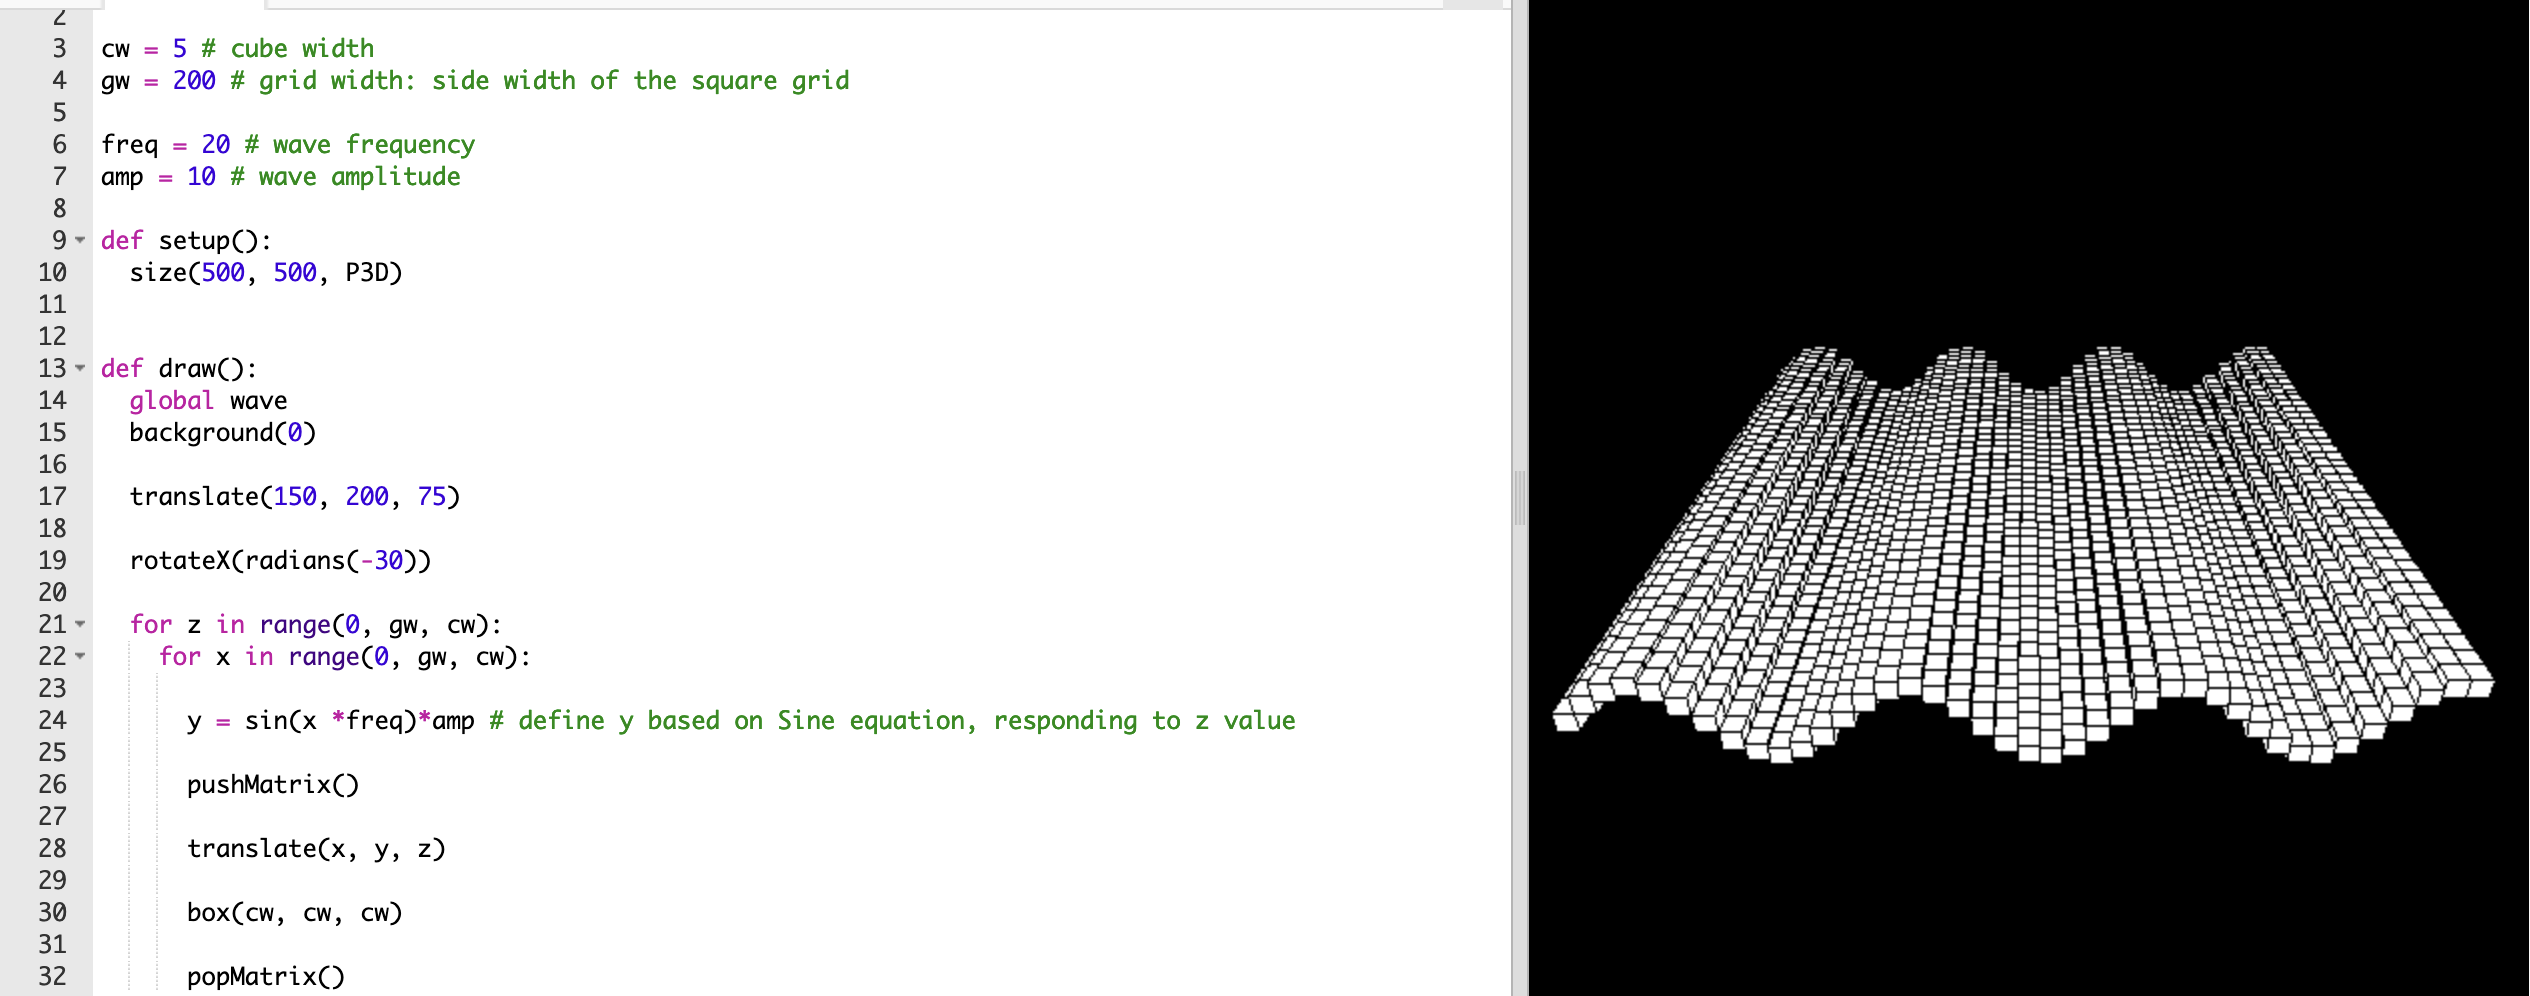 2
3 cw = 5 # cube width
4 gw = 200 # grid width: side width of the square grid
5
6 freq = 20 # wave frequency
7 amp = 10 # wave amplitude
8
9 def setup():
10 size(500, 500, P3D)
11
12
13 def draw():
14 global wave
15 background(0)
16
17 translate(150, 200, 75)
18
19 rotateX(radians(-30))
20
21 for z in range(0, gw, cw):
22 for x in range(0, gw, cw):
23
24 y = sin(x *freq)*amp # define y based on Sine equation, responding to z value
25
26 pushMatrix()
27
28 translate(x, y, z)
29
30 box(cw, cw, cw)
31
32 popMatrix()